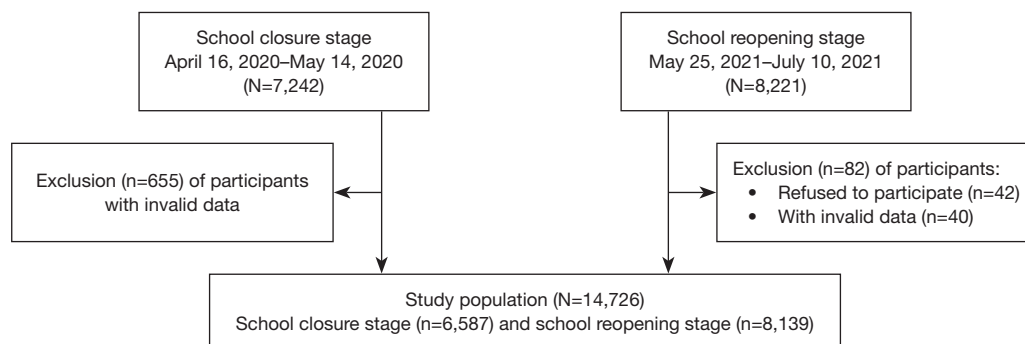 School closure stage
April 16, 2020–May 14, 2020
(N=7,242)
School reopening stage
May 25, 2021–July 10, 2021
(N=8,221)
Exclusion (n=655) of participants
with invalid data
Exclusion (n=82) of participants:
• Refused to participate (n=42)
• With invalid data (n=40)
Study population (N=14,726)
School closure stage (n=6,587) and school reopening stage (n=8,139)